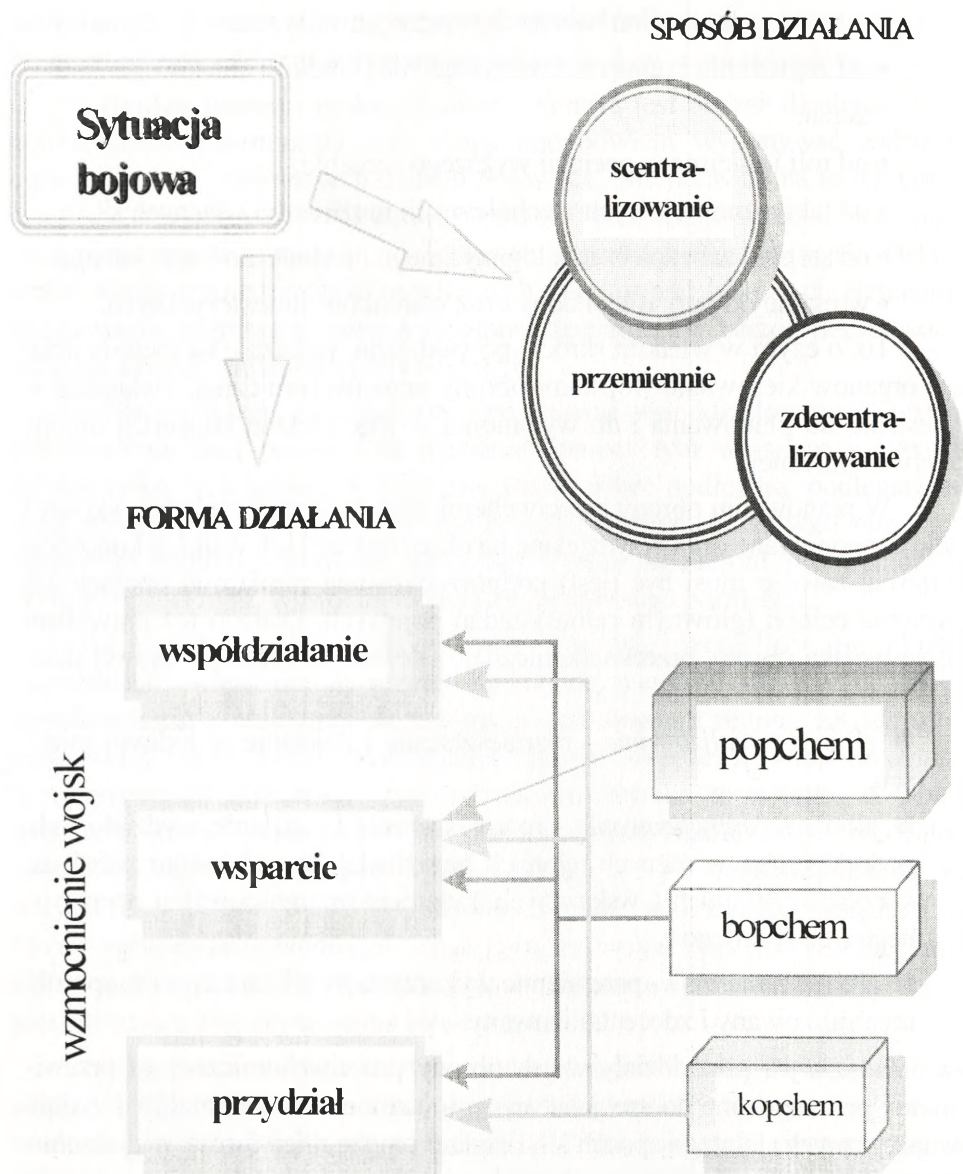 SPOSÓB DZIAŁANIA
Sytuacja
bojowa
scentra-
lizowanie
przemiennie
zdecentra-
lizowanie
FORMA DZIAŁANIA
współdziałanie
popchem
wzmocnienie wojsk
wsparcie
bopchem
przydział
kopchem